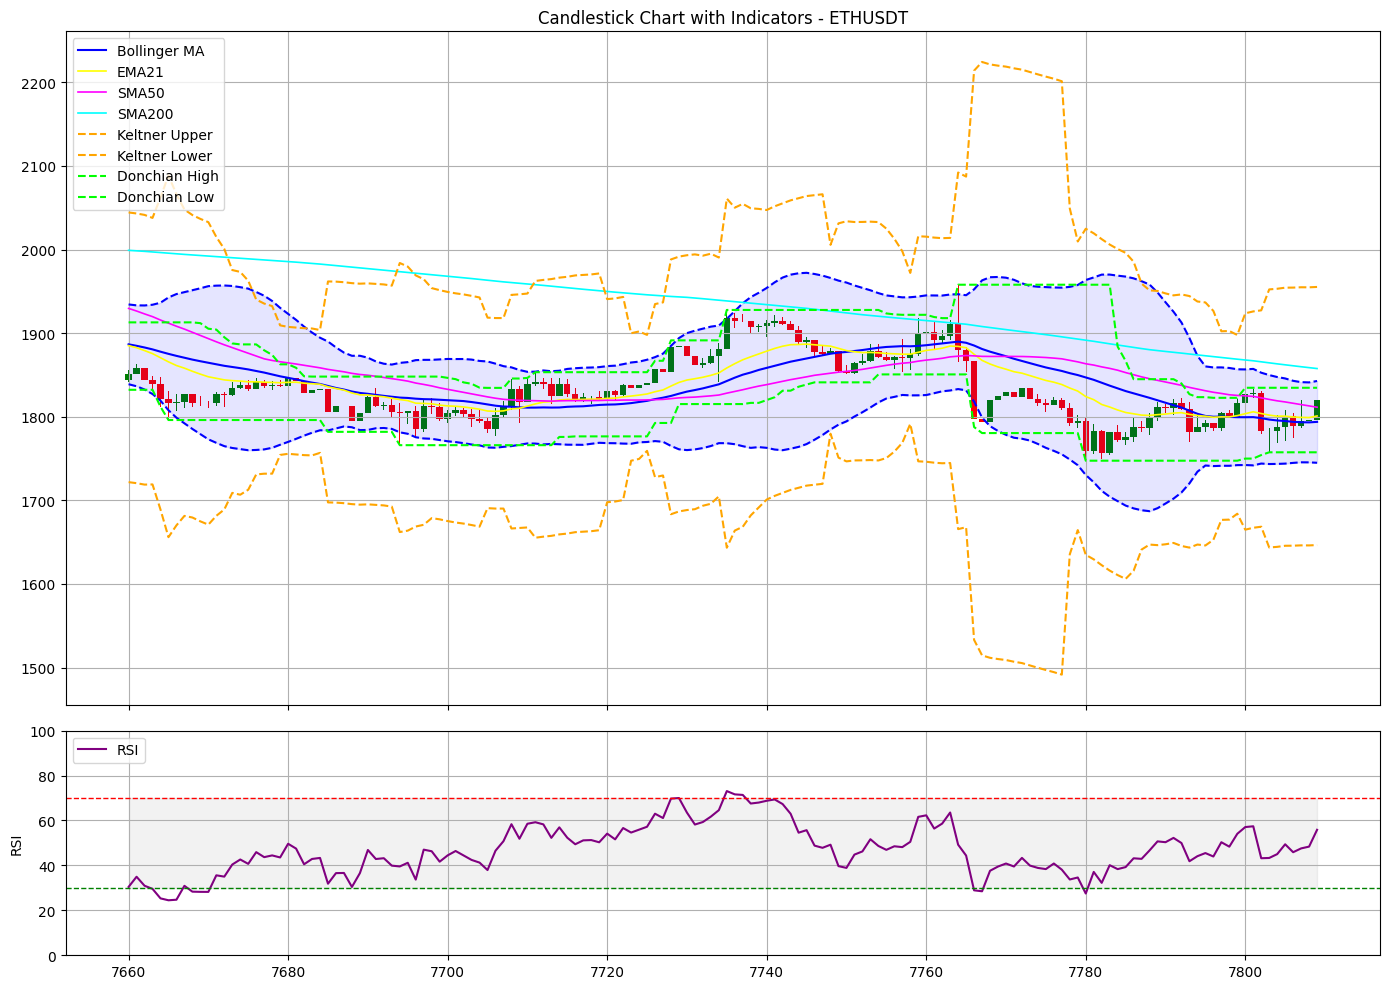 Candlestick Chart with Indicators - ETHUSDT
Bollinger MA
EMA21
SMA50
SMA200
Keltner Upper
Keltner Lower
Donchian High
Donchian Low
2200
2100
2000
1900
1800
1700
1600
1500
RSI
100
80
60
40
20
0
RSI
7660
7680
7700
7720
7740
7760
7780
7800